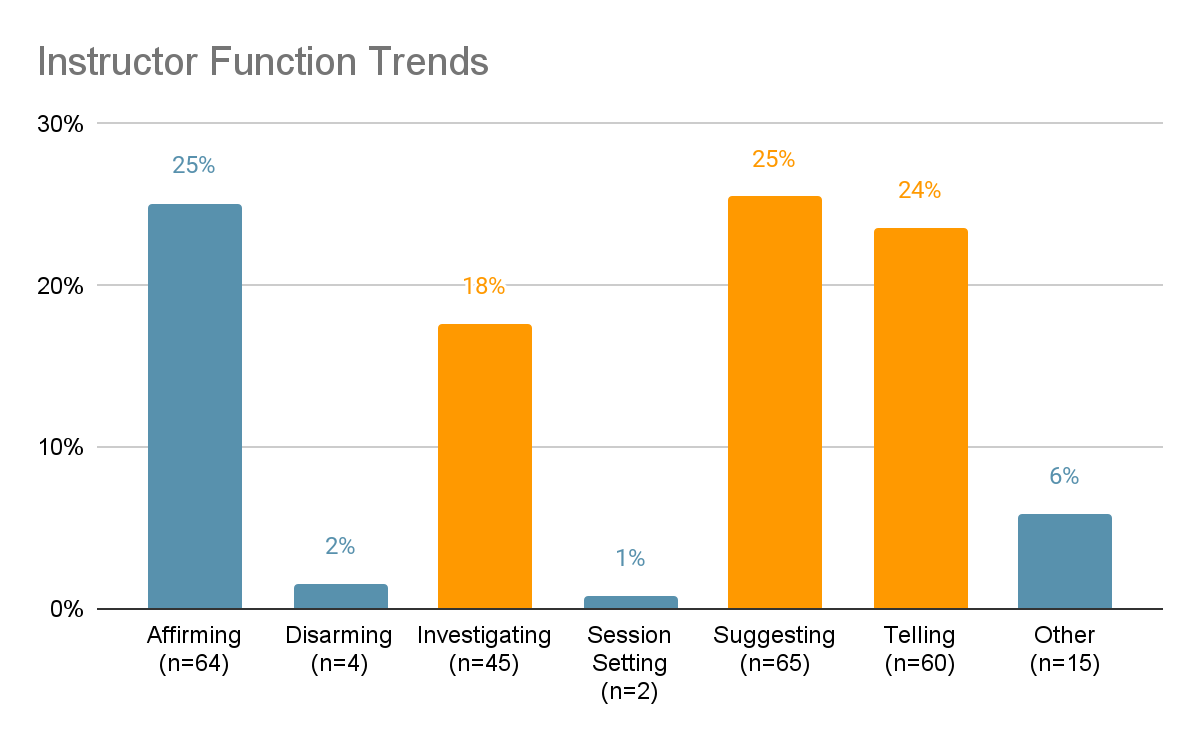 Instructor Function Trends
30%
20%
10%
0%
25%
2%
18%
1%
25%
24%
6%
Affirming
(n=64)
Disarming
(n=4)
Investigating
(n=45)
Session
Setting
(n=2)
Suggesting
(n=65)
Telling
(n=60)
Other
(n=15)